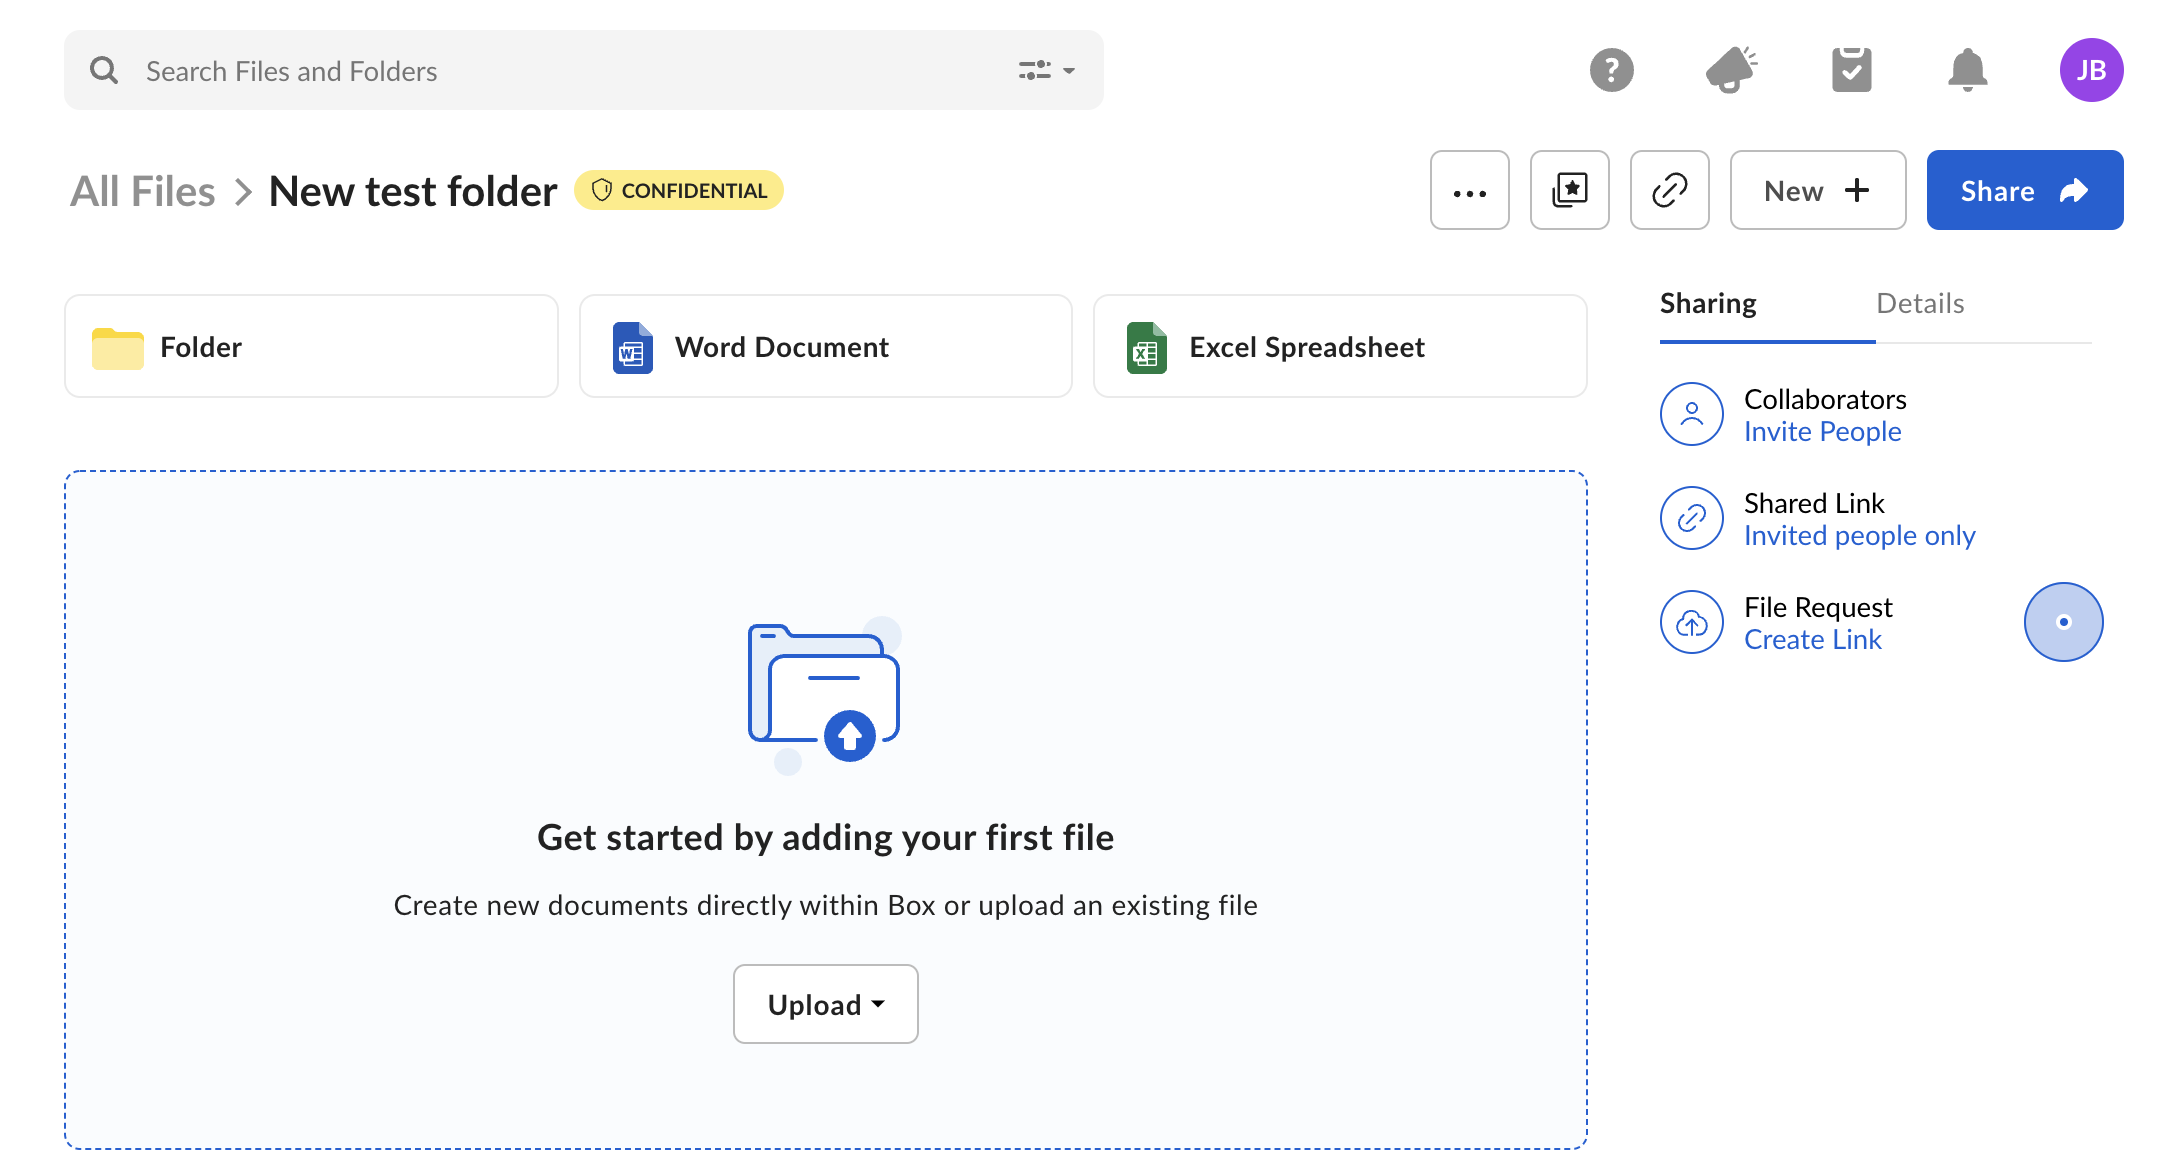 Search Files and Folders
JB
All Files > New test folder CONFIDENTIAL
New
Share
Folder
Word Document
Excel Spreadsheet
Sharing
Details
Collaborators
Invite People
Shared Link
Invited people only
File Request
Create Link
Get started by adding your first file
Create new documents directly within Box or upload an existing file
Upload